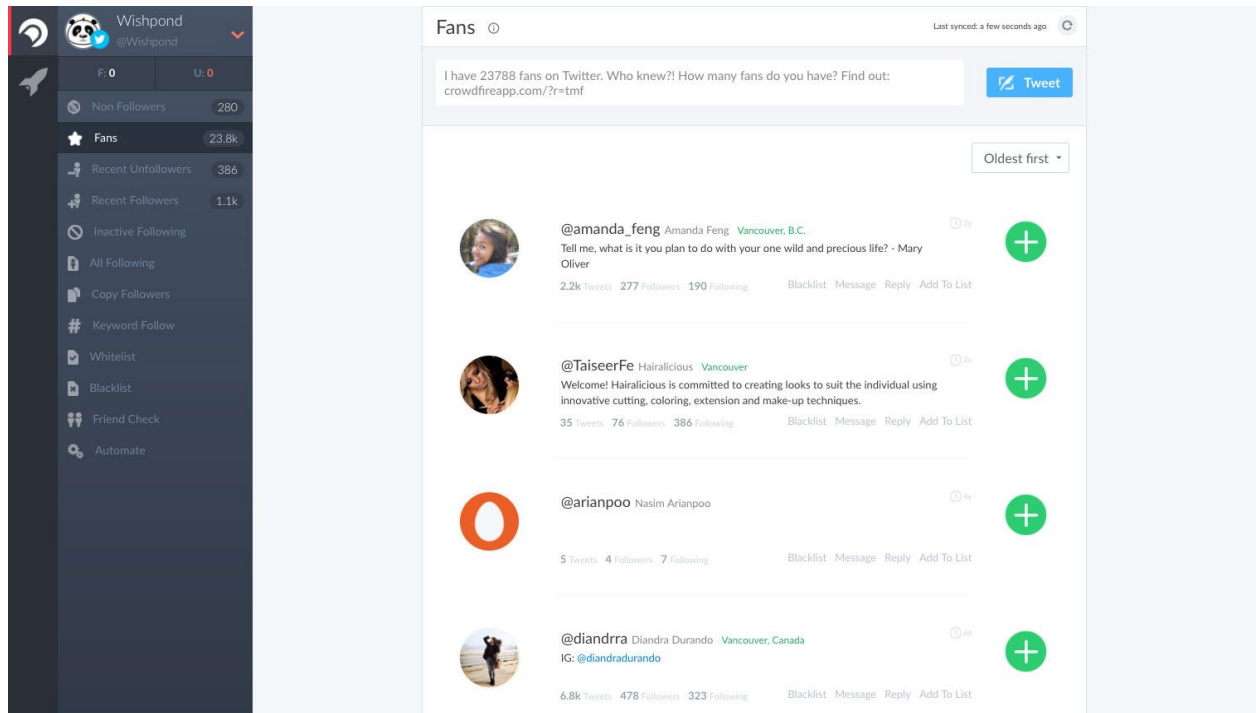 Wishpond
@Wishpond
F: 0 U: 0
Non Followers 280
Fans 23.8k
Recent Unfollowers 386
Recent Followers 1.1k
Inactive Following
All Following
Copy Followers
Keyword Follow
Whitelist
Blacklist
Friend Check
Automate
Fans
Last synced: a few seconds ago
I have 23788 fans on Twitter. Who knew?! How many fans do you have? Find out:
crowdfireapp.com/?r=tmf
Tweet
Oldest first
@amanda_feng Amanda Feng Vancouver, B.C.
Tell me, what is it you plan to do with your one wild and precious life? - Mary
Oliver
2.2k Tweets 277 Followers 190 Following Blacklist Message Reply Add To List
@TaiseerFe Hairalicious Vancouver
Welcome! Hairalicious is committed to creating looks to suit the individual using
innovative cutting, coloring, extension and make-up techniques.
35 Tweets 76 Followers 386 Following Blacklist Message Reply Add To List
@arianpoo Nasim Arianpoo
5 Tweets 4 Followers 7 Following Blacklist Message Reply Add To List
@diandrra Diandra Durando Vancouver, Canada
IG: @diandradurando
6.8k Tweets 478 Followers 323 Following Blacklist Message Reply Add To List